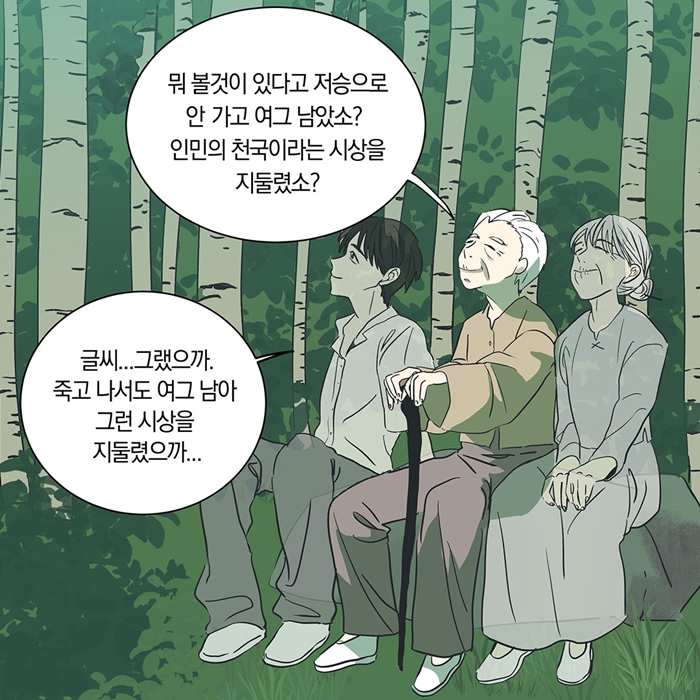 뭐 볼것이 있다고 저승으로
안 가고 여그 남았소?
인민의 천국이라는 시상을
지둘렸소?
글씨...그랬으까.
죽고 나서도 여그 남아
그런 시상을
지둘렸으까...